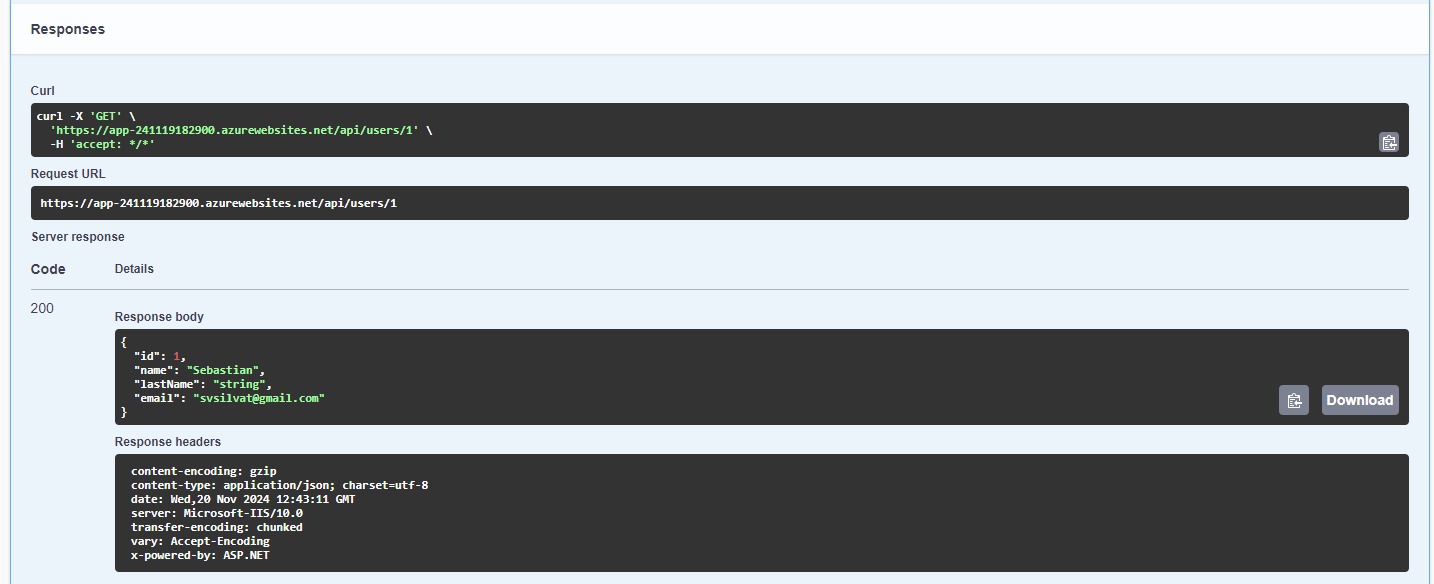 Responses
Curl
curl -X 'GET' \
  'https://app-241119182900.azurewebsites.net/api/users/1' \
  -H 'accept: */*'
Request URL
https://app-241119182900.azurewebsites.net/api/users/1
Server response
Code Details
200
Response body
{
  "id": 1,
  "name": "Sebastian",
  "lastName": "string",
  "email": "svsilvat@gmail.com"
}
Download
Response headers
content-encoding: gzip
content-type: application/json; charset=utf-8
date: Wed,20 Nov 2024 12:43:11 GMT
server: Microsoft-IIS/10.0
transfer-encoding: chunked
vary: Accept-Encoding
x-powered-by: ASP.NET